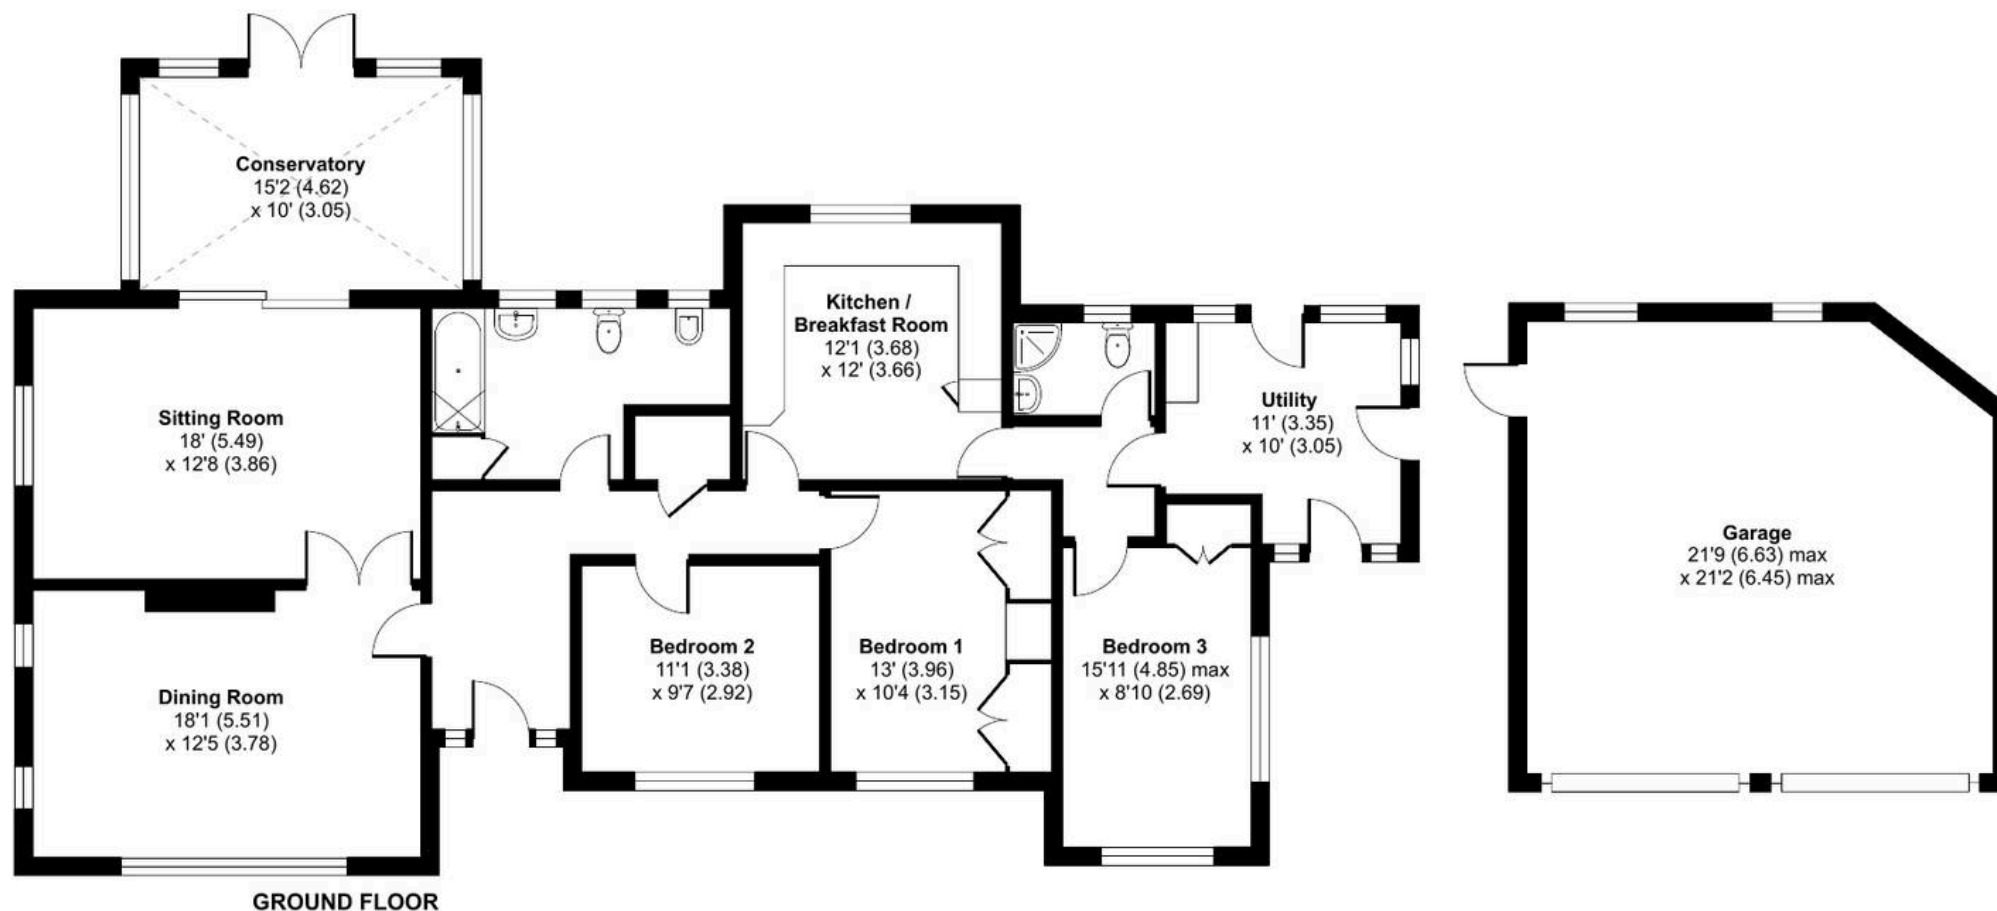 Conservatory
15'2 (4.62)
x 10' (3.05)
Kitchen /
Breakfast Room
12'1 (3.68)
x 12' (3.66)
Sitting Room
18' (5.49)
x 12'8 (3.86)
Utility
11' (3.35)
x 10' (3.05)
Garage
21'9 (6.63) max
x 21'2 (6.45) max
Dining Room
18'1 (5.51)
x 12'5 (3.78)
Bedroom 2
11'1 (3.38)
x 9'7 (2.92)
Bedroom 1
13' (3.96)
x 10'4 (3.15)
Bedroom 3
15'11 (4.85) max
x 8'10 (2.69)
GROUND FLOOR